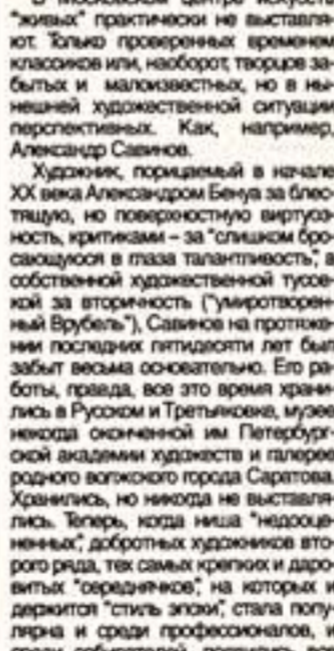 В Московском центре искусств
"живых" практически не выставля-
ют. Только проверенных временем
классиков или, наоборот, творцов за-
бытых и малоизвестных, но в ны-
нешней художественной ситуации
перспективных. Как, например,
Александр Савинов.
Художник, порицаемый в начале
XX века Александром Бенуа за блес-
тящую, но поверхностную виртуоз-
ность, критиками – за "слишком бро-
сающуюся в глаза талантливость", в
собственной художественной тусов-
кой за вторичность ("умиротворен-
ный Врубель"), Савинов на протяже-
нии последних пятидесяти лет был
забыт весьма основательно. Его ра-
боты, правда, все это время храни-
лись в Русском и Третьяковке, музее
некогда оконченной им Петербург-
ской академии художеств и галерее
родного волжского города Саратова.
Хранились, но никогда не выставля-
лись. Теперь, когда ниша "недооце-
ненных", добротных художников вто-
рого ряда, тех самых крепких и даро-
витых "середнячков", на которых и
держится "стиль эпохи", стала попу-
лярна и среди профессионалов, и